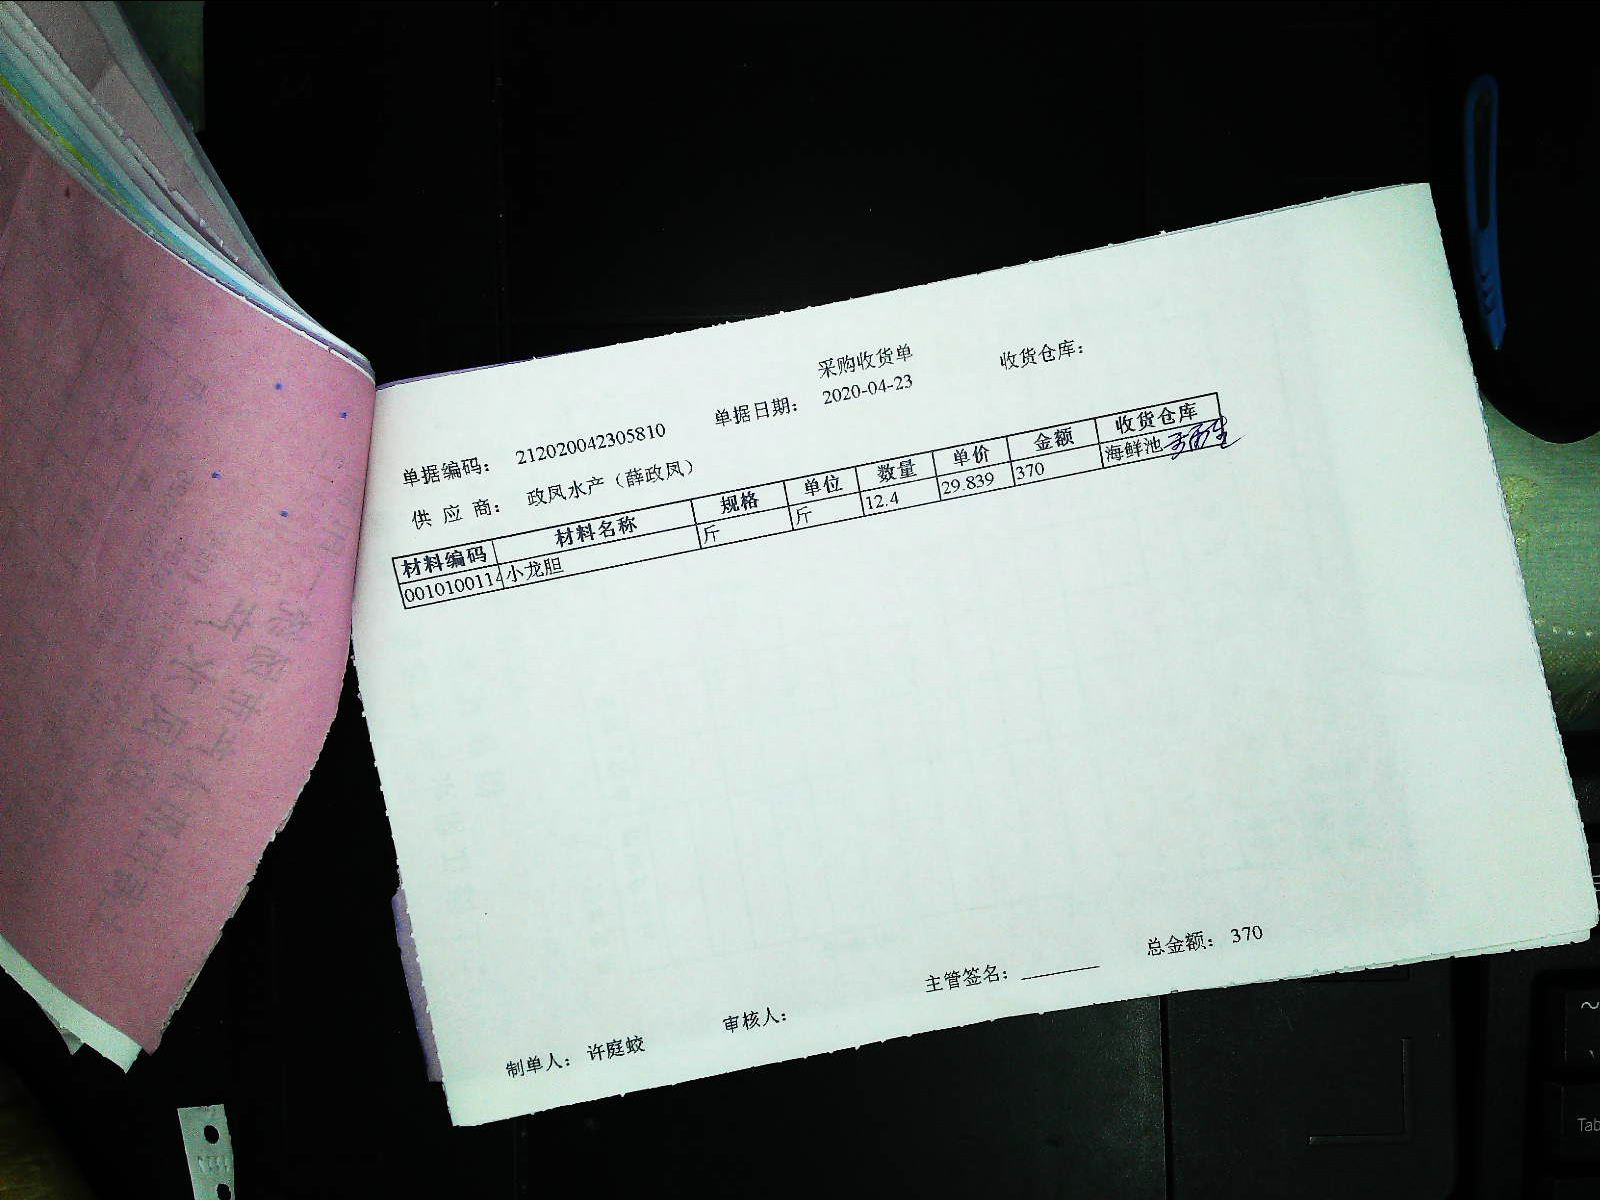 采购收货单
单据编码： 212020042305810 单据日期： 2020-04-23 收货仓库：
供 应 商： 政凤水产（薛政凤）
材料编码 材料名称 规格 单位 数量 单价 金额 收货仓库
0010100114 小龙胆 斤 斤 12.4 29.839 370 海鲜池
制单人： 许庭蛟 审核人： 主管签名： 总金额： 370
Tab